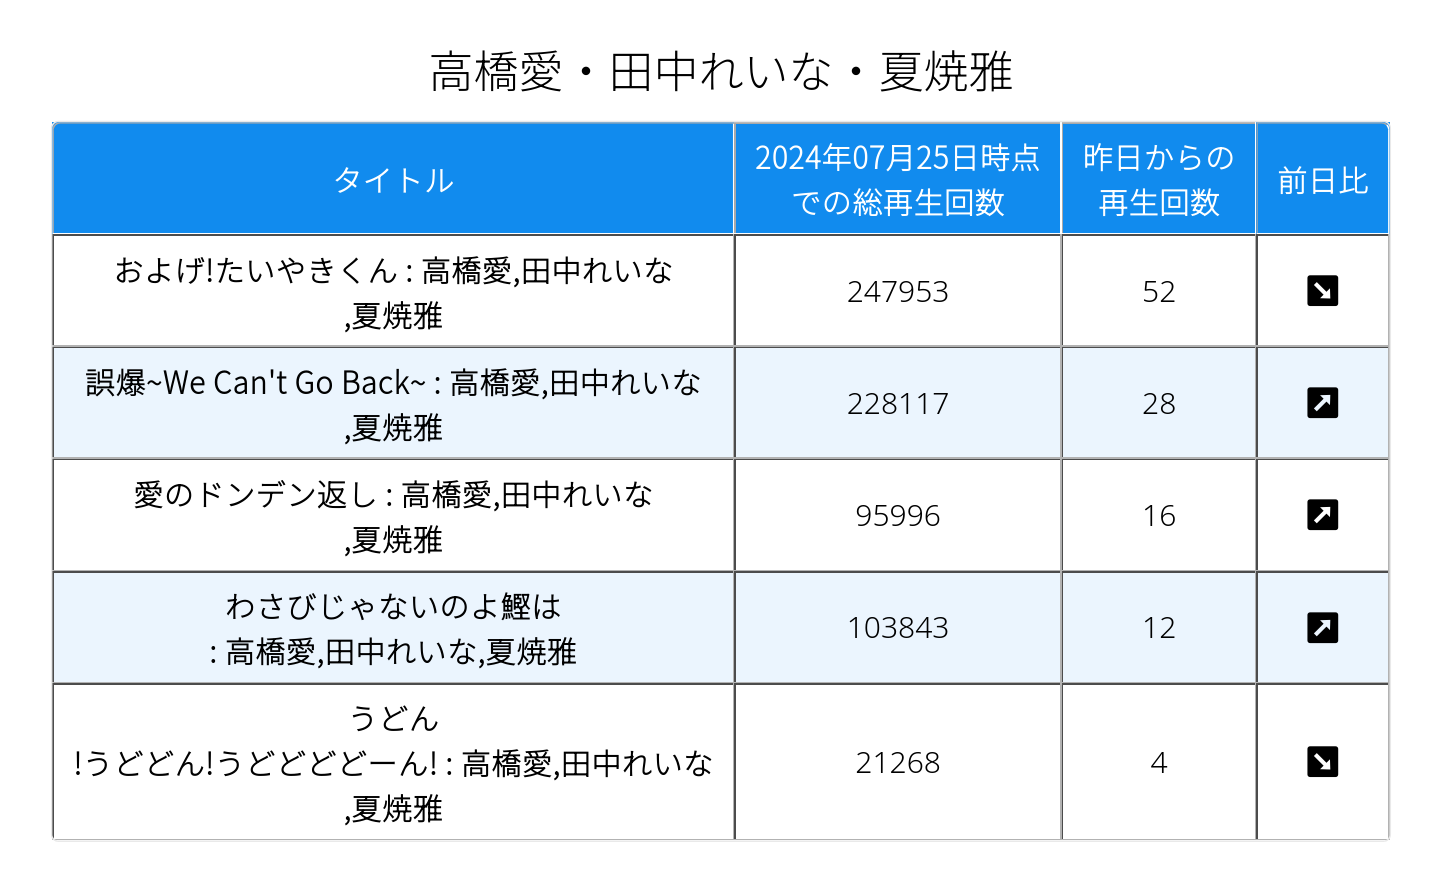 高橋愛・田中れいな・夏焼雅
タイトル
2024年07月25日時点
での総再生回数
昨日からの
再生回数
前日比
およげ!たいやきくん : 高橋愛,田中れいな
,夏焼雅
247953
52
誤爆~We Can't Go Back~ : 高橋愛,田中れいな
,夏焼雅
228117
28
愛のドンデン返し : 高橋愛,田中れいな
,夏焼雅
95996
16
わさびじゃないのよ鰹は
: 高橋愛,田中れいな,夏焼雅
103843
12
うどん
!うどどん!うどどどどーん! : 高橋愛,田中れいな
,夏焼雅
21268
4